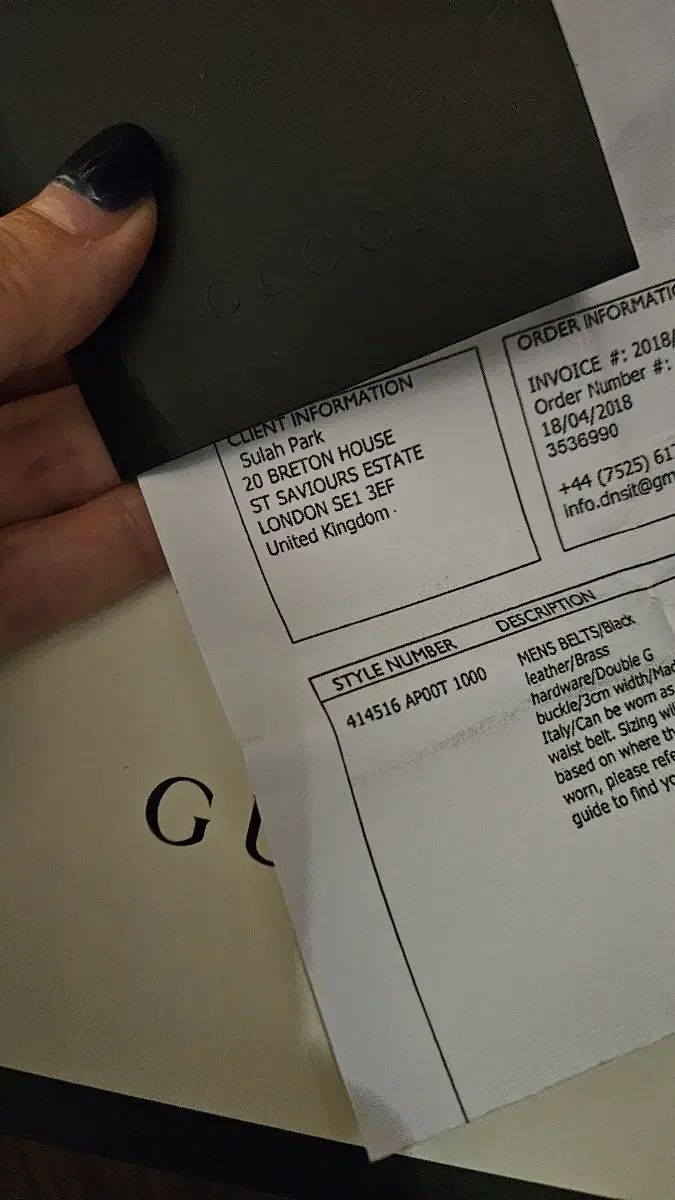 GUCCI
CLIENT INFORMATION
Sulah Park
20 BRETON HOUSE
ST SAVIOURS ESTATE
LONDON SE1 3EF
United Kingdom .
ORDER INFORMATIO
INVOICE #: 2018/
Order Number #:
18/04/2018
3536990
+44 (7525) 617
info.dnsit@gm
STYLE NUMBER
414516 AP00T 1000
DESCRIPTION
MENS BELTS/Black
leather/Brass
hardware/Double G
buckle/3cm width/Mad
Italy/Can be worn as
waist belt. Sizing wil
based on where th
worn, please refe
guide to find yo
GU